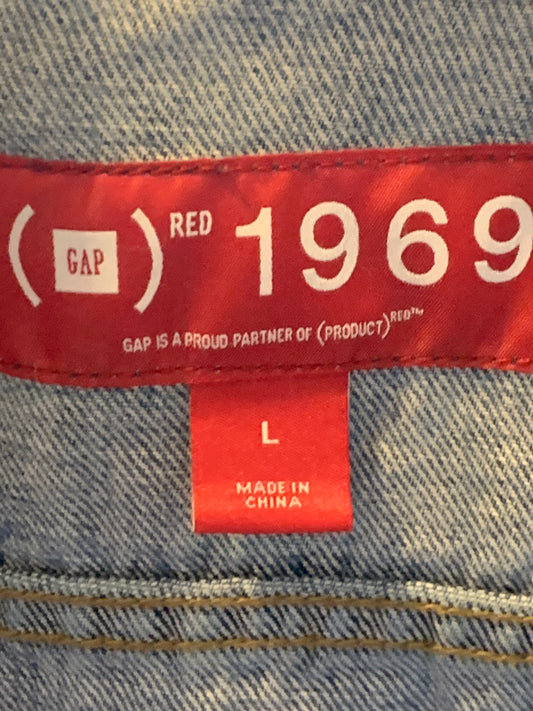 (GAP) RED 1969
GAP IS A PROUD PARTNER OF (PRODUCT)RED™
L
MADE IN
CHINA